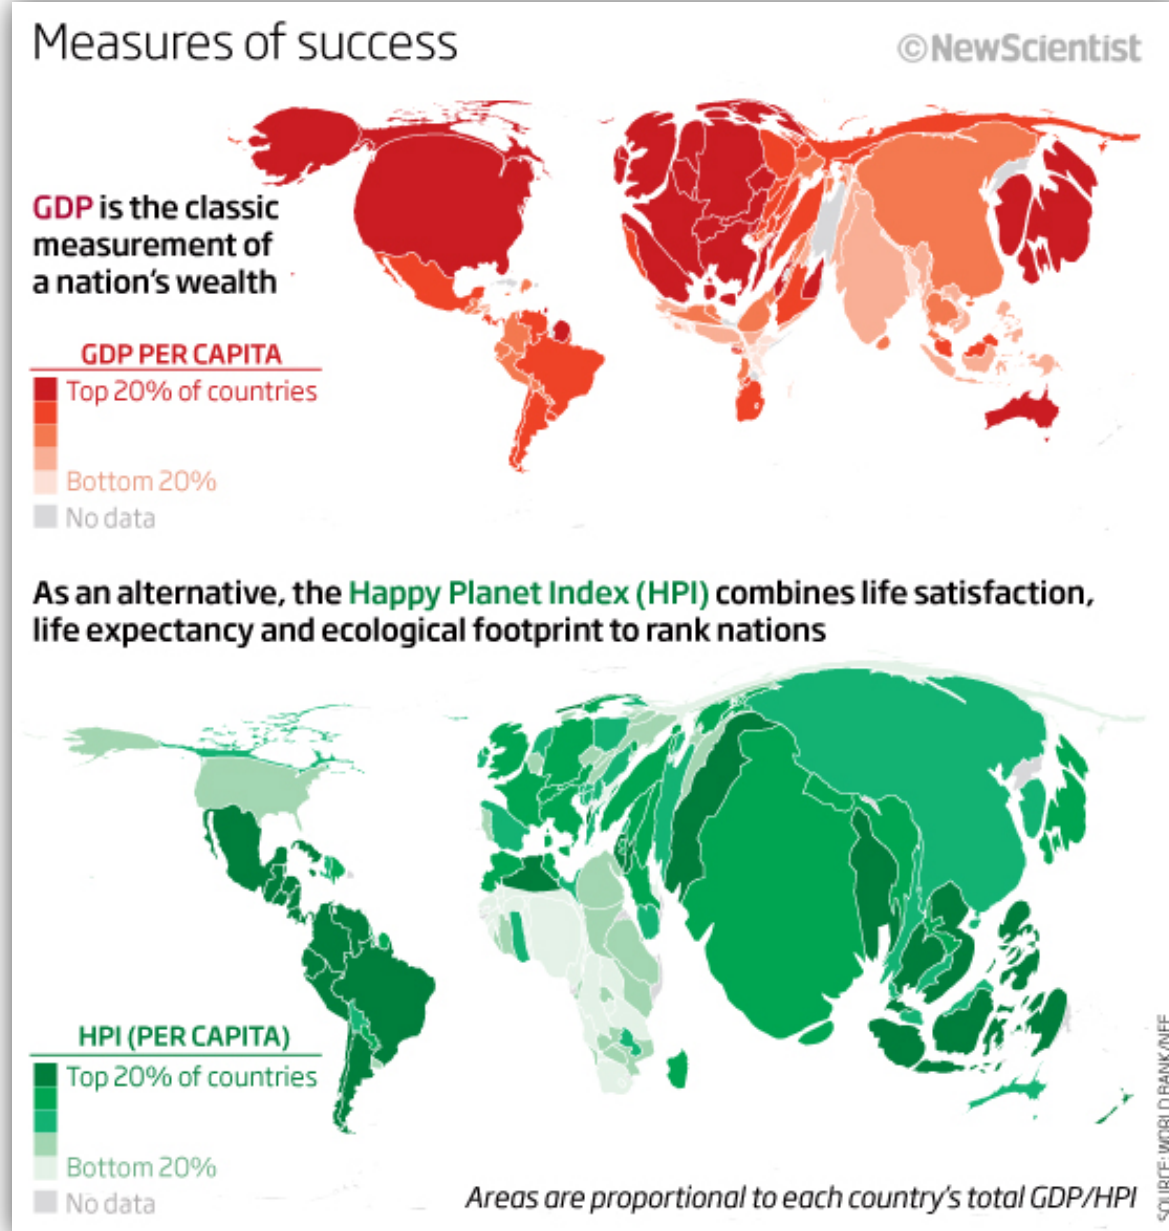 Measures of success
©NewScientist
GDP is the classic
measurement of
a nation's wealth
GDP PER CAPITA
Top 20% of countries
Bottom 20%
No data
As an alternative, the Happy Planet Index (HPI) combines life satisfaction,
life expectancy and ecological footprint to rank nations
HPI (PER CAPITA)
Top 20% of countries
Bottom 20%
No data
Areas are proportional to each country's total GDP/HPI
SOURCE: WORLD BANK/NEF